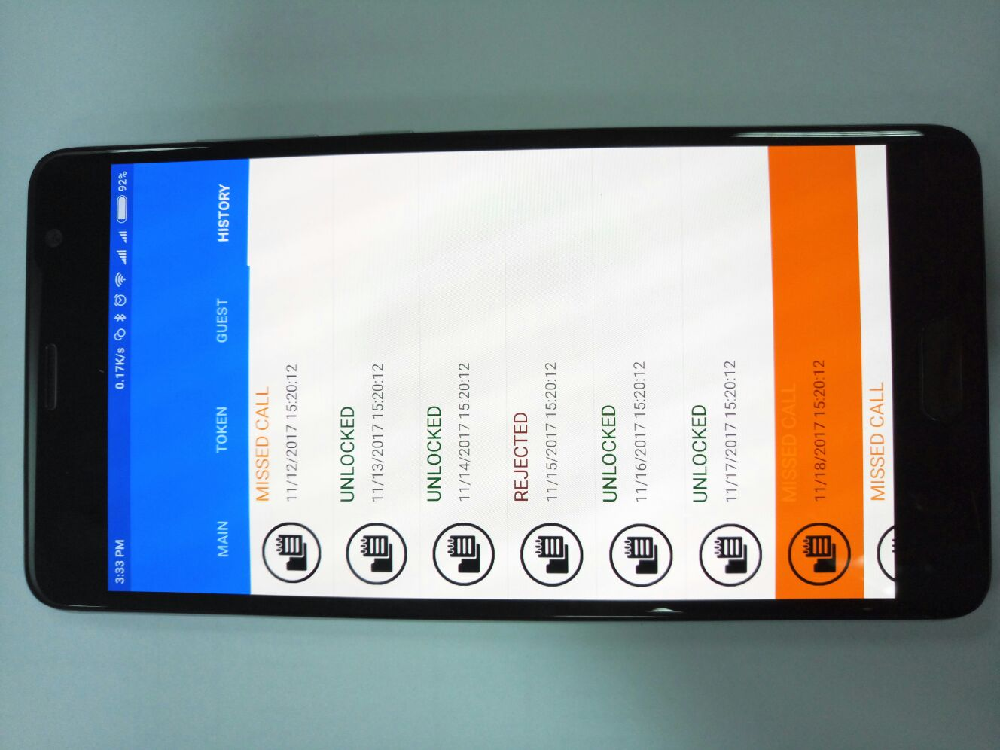 3:33 PM 0.17K/s 92%
MAIN TOKEN GUEST HISTORY
MISSED CALL
11/12/2017 15:20:12
UNLOCKED
11/13/2017 15:20:12
UNLOCKED
11/14/2017 15:20:12
REJECTED
11/15/2017 15:20:12
UNLOCKED
11/16/2017 15:20:12
UNLOCKED
11/17/2017 15:20:12
MISSED CALL
11/18/2017 15:20:12
MISSED CALL